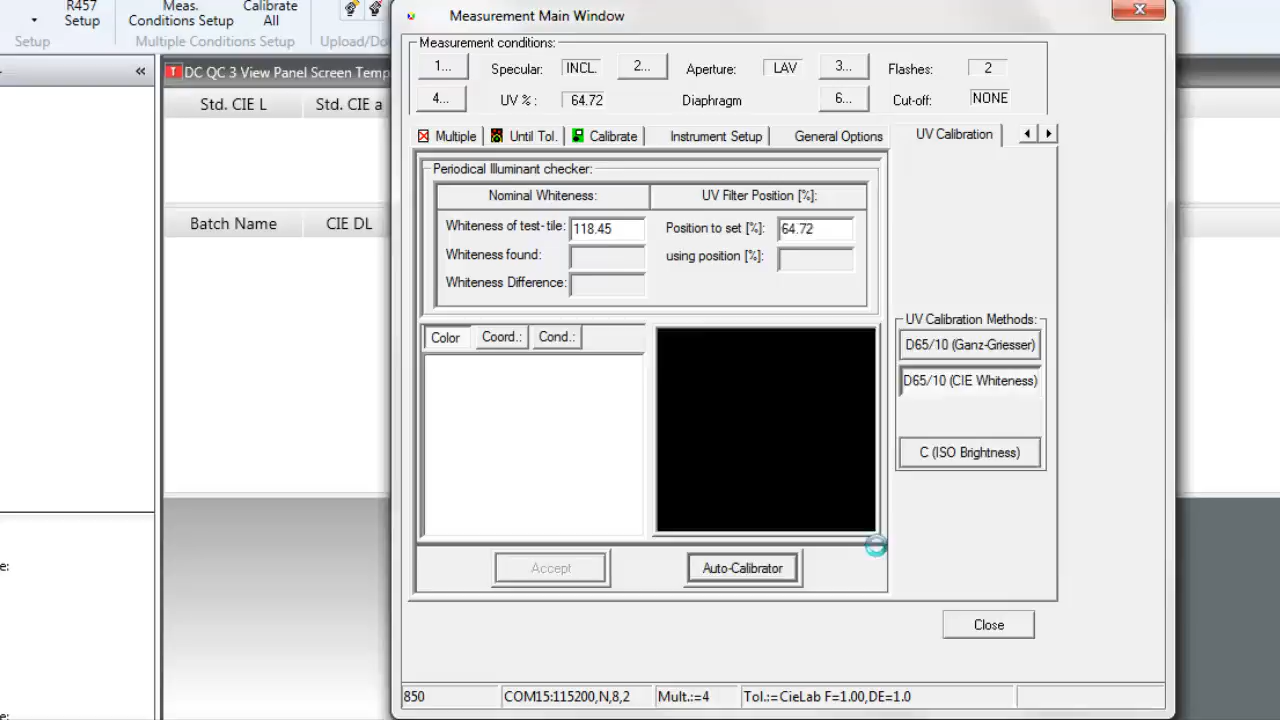 R457
Setup
Meas.
Conditions Setup
Calibrate
All
Setup
Multiple Conditions Setup
Upload/Do
DC QC 3 View Panel Screen Temp
Std. CIE L
Std. CIE a
Batch Name
CIE DL
e:
e:
Measurement Main Window
Measurement conditions:
1...
Specular:
INCL.
2...
Aperture:
LAV
3...
Flashes:
2
4...
UV % :
64.72
Diaphragm
6...
Cut-off:
NONE
Multiple
Until Tol.
Calibrate
Instrument Setup
General Options
UV Calibration
Periodical Illuminant checker:
Nominal Whiteness:
UV Filter Position [%]:
Whiteness of test-tile:
118.45
Position to set [%]:
64.72
Whiteness found:
using position [%]:
Whiteness Difference:
Color
Coord.:
Cond.:
UV Calibration Methods:
D65/10 (Ganz-Griesser)
D65/10 (CIE Whiteness)
C (ISO Brightness)
Accept
Auto-Calibrator
Close
850
COM15:115200,N,8,2
Mult.:=4
Tol.:=CieLab F=1.00,DE=1.0